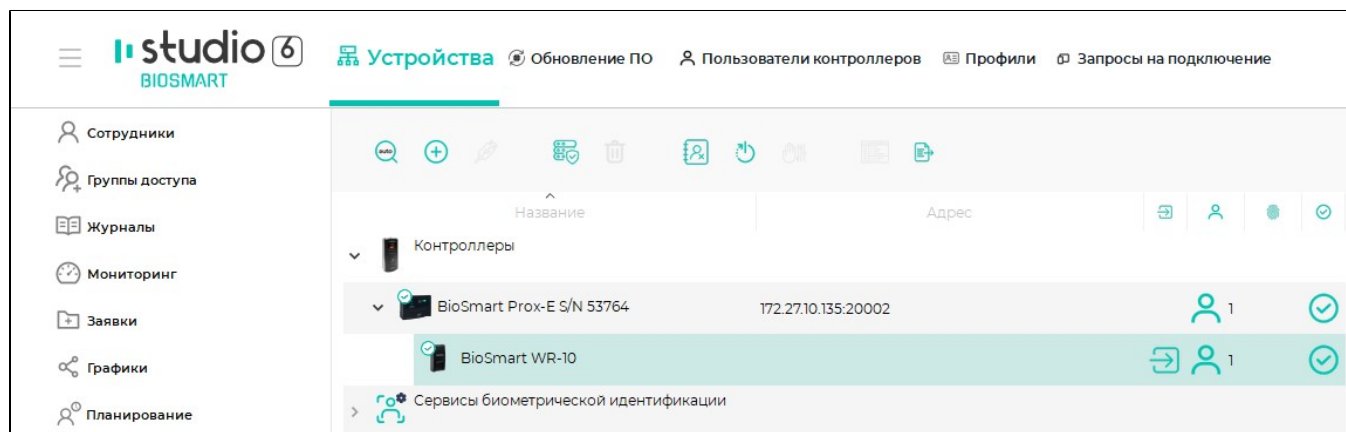 studio 6
BIOSMART
Устройства
Обновление ПО
Пользователи контроллеров
Профили
Запросы на подключение
Сотрудники
Группы доступа
Журналы
Мониторинг
Заявки
Графики
Планирование
auto
Название
Адрес
Контроллеры
BioSmart Prox-E S/N 53764
172.27.10.135:20002
1
BioSmart WR-10
1
Сервисы биометрической идентификации